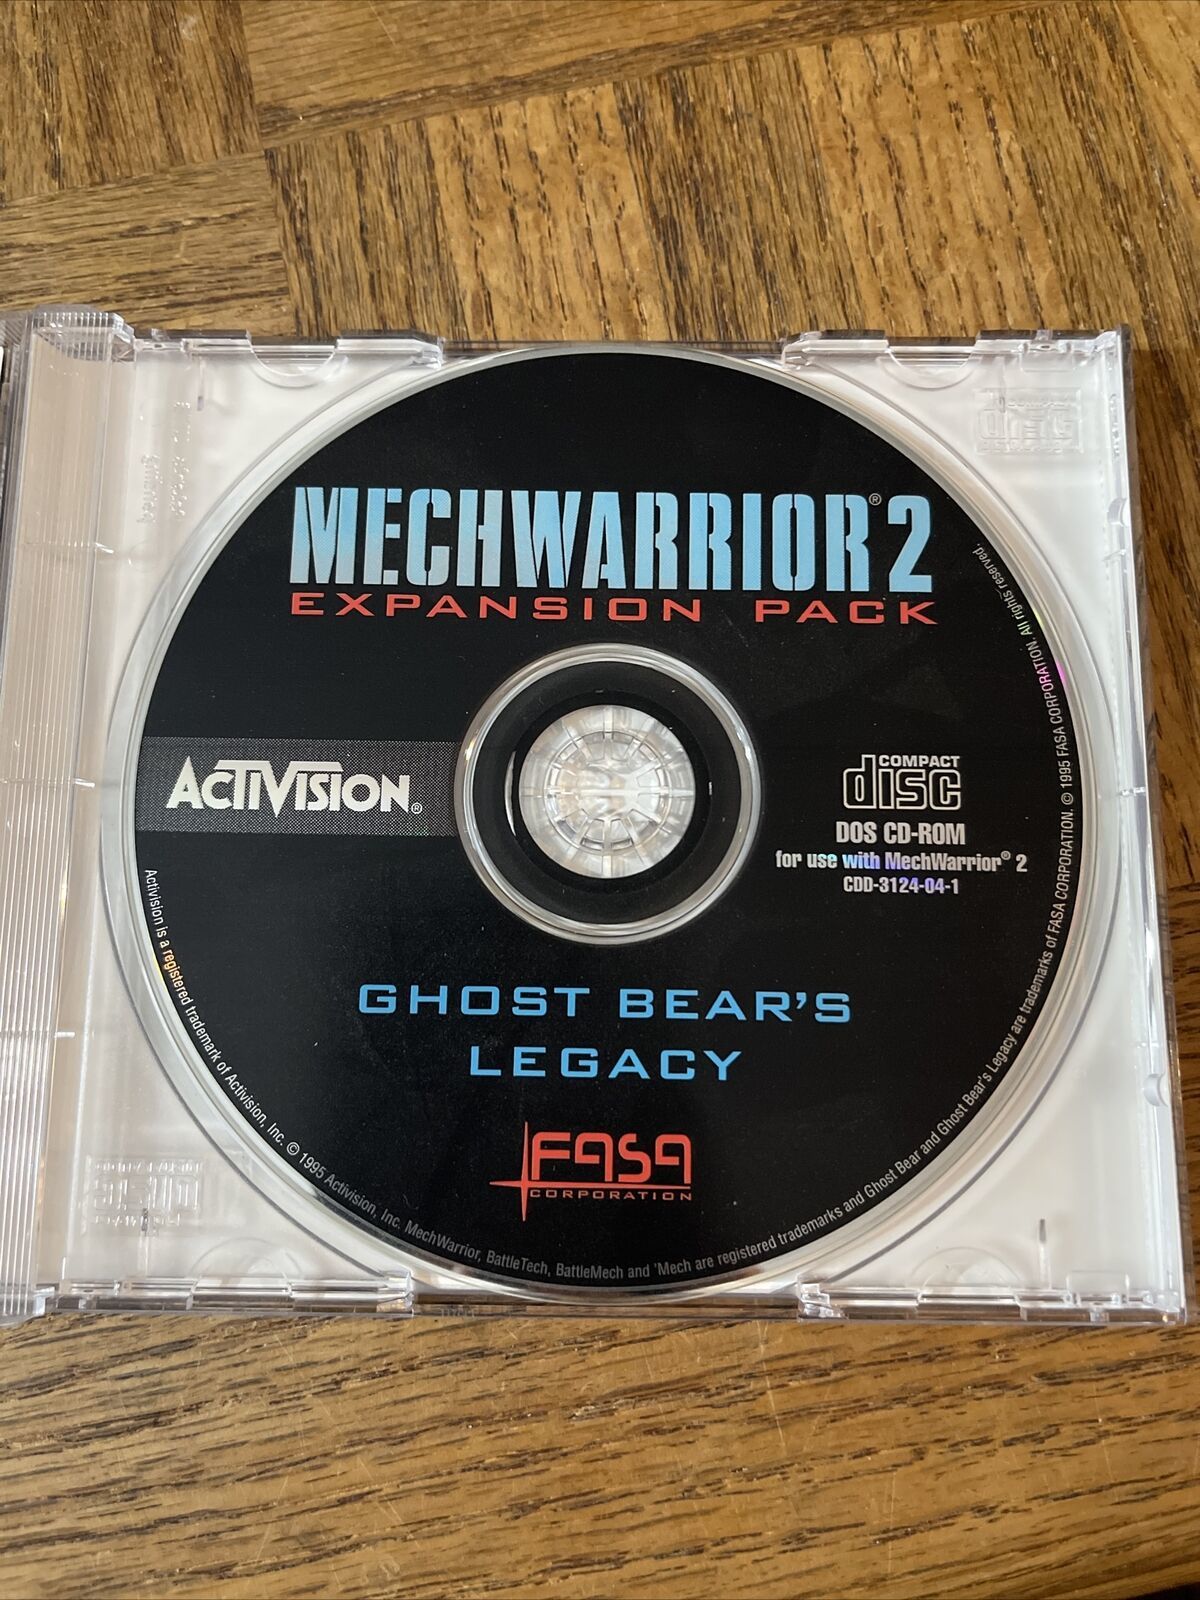 MECHWARRIOR® 2
EXPANSION PACK
ACTIVISION®
COMPACT
disc
DOS CD-ROM
for use with MechWarrior® 2
CDD-3124-04-1
GHOST BEAR'S
LEGACY
FASA
CORPORATION
Activision is a registered trademark of Activision, Inc. © 1995 Activision, Inc. MechWarrior, BattleTech, BattleMech and 'Mech are registered trademarks and Ghost Bear and Ghost Bear's Legacy are trademarks of FASA CORPORATION. © 1995 FASA CORPORATION. All rights reserved.